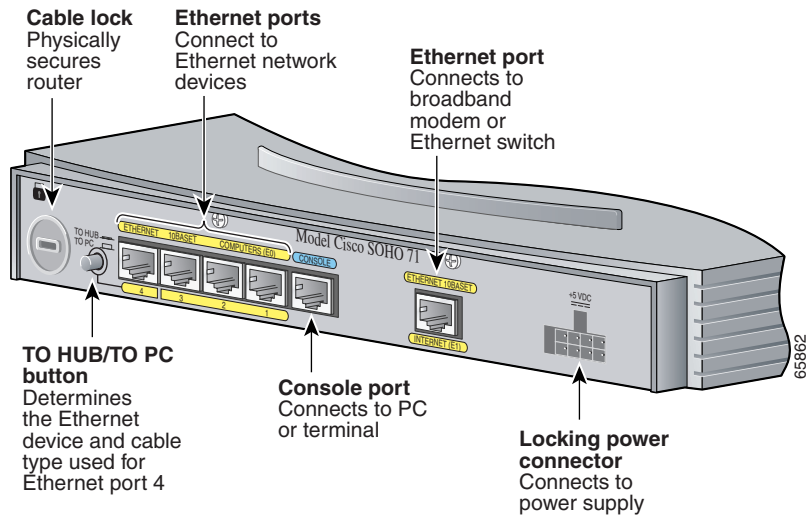 Cable lock
Physically
secures
router
Ethernet ports
Connect to
Ethernet network
devices
Ethernet port
Connects to
broadband
modem or
Ethernet switch
TO HUB
TO PC
ETHERNET 10BASET COMPUTERS (E0)
CONSOLE
Model Cisco SOHO 71
ETHERNET 10BASET
+5 VDC
4 3 2 1
INTERNET (E1)
65862
TO HUB/TO PC
button
Determines
the Ethernet
device and cable
type used for
Ethernet port 4
Console port
Connects to PC
or terminal
Locking power
connector
Connects to
power supply